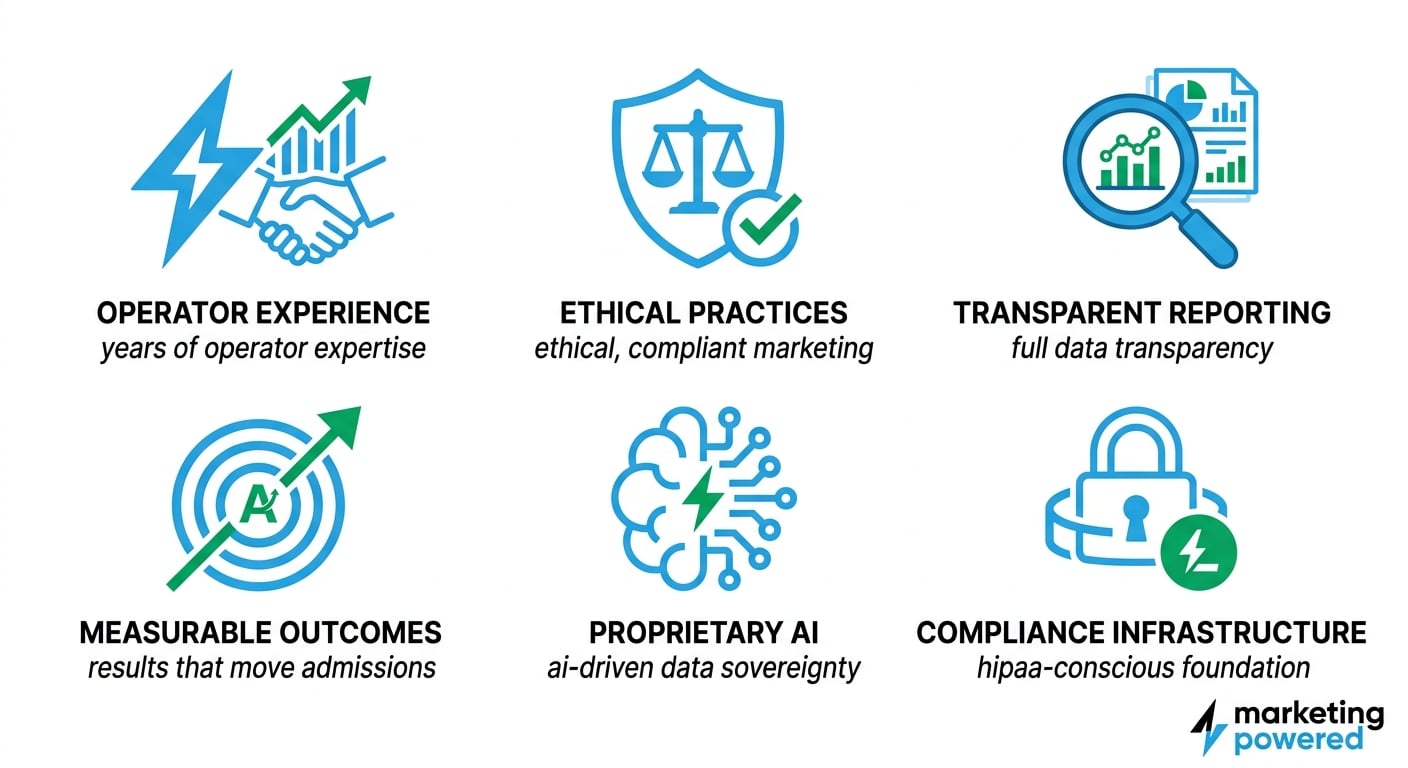 OPERATOR EXPERIENCE
years of operator expertise
ETHICAL PRACTICES
ethical, compliant marketing
TRANSPARENT REPORTING
full data transparency
A
MEASURABLE OUTCOMES
results that move admissions
PROPRIETARY AI
ai-driven data sovereignty
COMPLIANCE INFRASTRUCTURE
hipaa-conscious foundation
marketing
powered